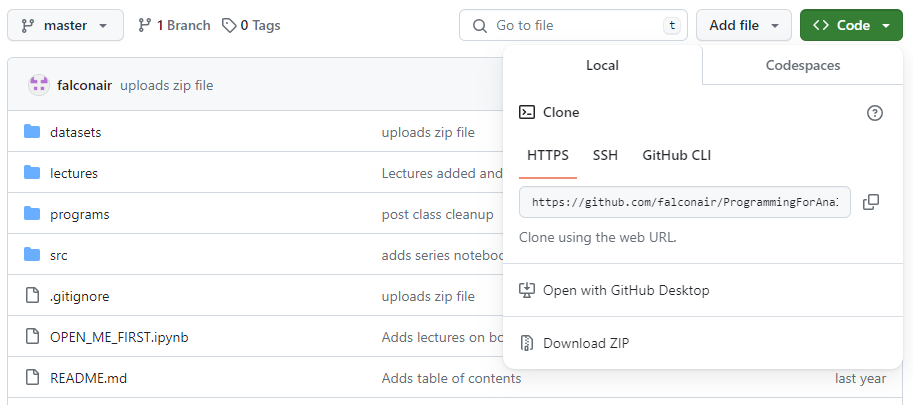 master
1 Branch
0 Tags
Go to file
t
Add file
Code
falconair uploads zip file
Local
Codespaces
Clone
HTTPS
SSH
GitHub CLI
https://github.com/falconair/ProgrammingForAnal
Clone using the web URL.
Open with GitHub Desktop
Download ZIP
datasets uploads zip file
lectures Lectures added and
programs post class cleanup
src adds series
.gitignore uploads zip file
OPEN_ME_FIRST.ipynb Adds lectures on
README.md Adds table of contents last year